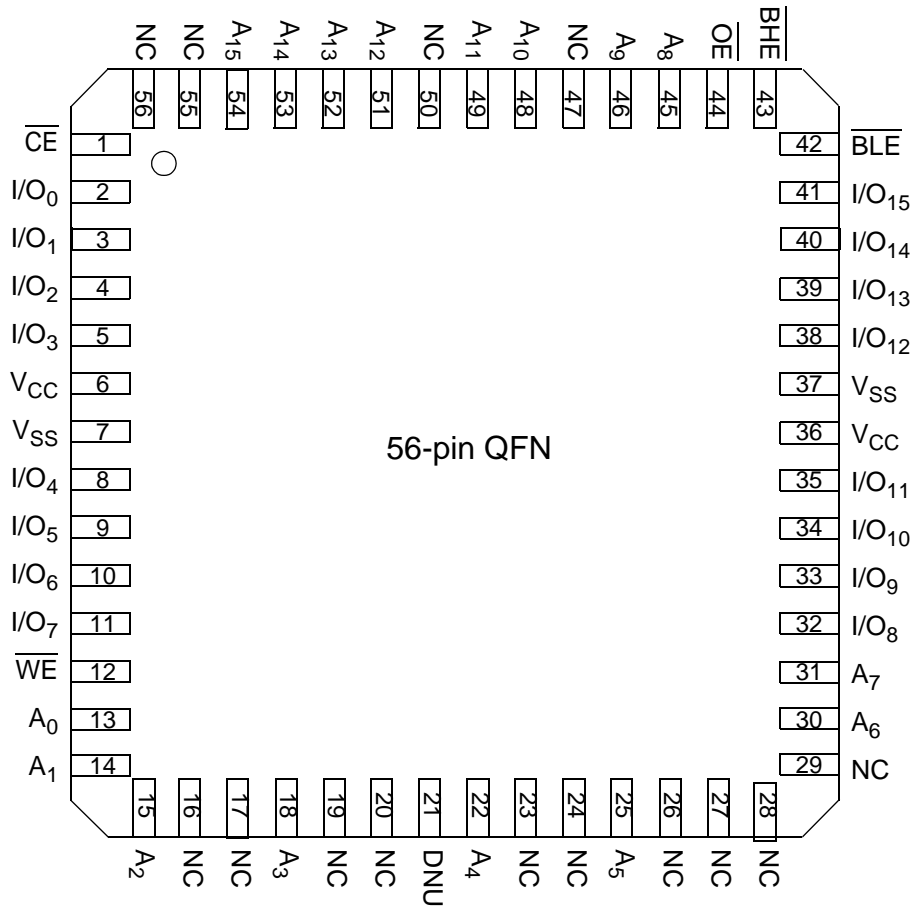 NC NC A15 A14 A13 A12 NC A11 A10 NC A9 A8 OE BHE
56 55 54 53 52 51 50 49 48 47 46 45 44 43
CE 1 42 BLE
I/O0 2 41 I/O15
I/O1 3 40 I/O14
I/O2 4 39 I/O13
I/O3 5 38 I/O12
VCC 6 37 VSS
VSS 7 36 VCC
56-pin QFN
I/O4 8 35 I/O11
I/O5 9 34 I/O10
I/O6 10 33 I/O9
I/O7 11 32 I/O8
WE 12 31 A7
A0 13 30 A6
A1 14 29 NC
15 16 17 18 19 20 21 22 23 24 25 26 27 28
A2 NC NC A3 NC NC DNU A4 NC NC A5 NC NC NC